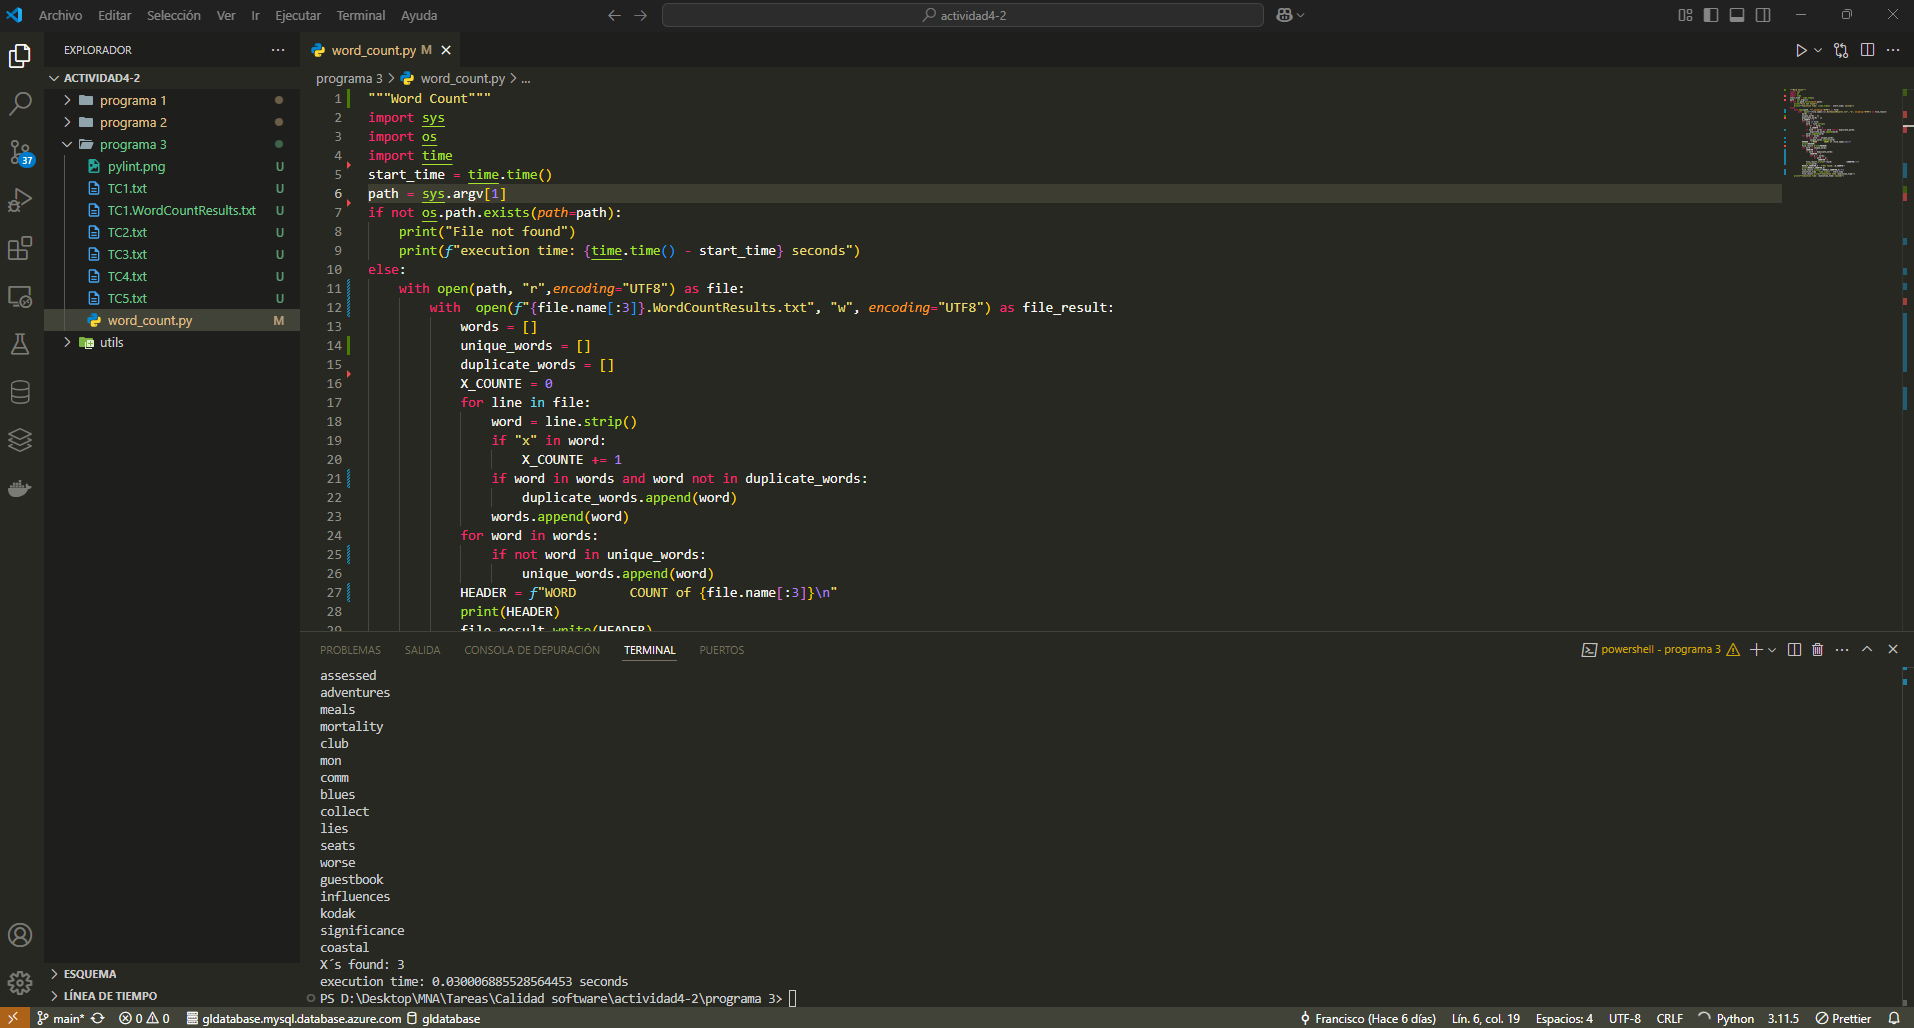 Archivo Editar Selección Ver Ir Ejecutar Terminal Ayuda
actividad4-2
EXPLORADOR
ACTIVIDAD4-2
programa 1
programa 2
programa 3
pylint.png U
TC1.txt U
TC1.WordCountResults.txt U
TC2.txt U
TC3.txt U
TC4.txt U
TC5.txt U
word_count.py M
utils
37
ESQUEMA
LÍNEA DE TIEMPO
word_count.py M
programa 3 > word_count.py > ...
1 """Word Count"""
2 import sys
3 import os
4 import time
5 start_time = time.time()
6 path = sys.argv[1]
7 if not os.path.exists(path=path):
8     print("File not found")
9     print(f"execution time: {time.time() - start_time} seconds")
10 else:
11     with open(path, "r",encoding="UTF8") as file:
12         with  open(f"{file.name[:3]}.WordCountResults.txt", "w", encoding="UTF8") as file_result:
13             words = []
14             unique_words = []
15             duplicate_words = []
16             X_COUNTE = 0
17             for line in file:
18                 word = line.strip()
19                 if "x" in word:
20                     X_COUNTE += 1
21                 if word in words and word not in duplicate_words:
22                     duplicate_words.append(word)
23                 words.append(word)
24             for word in words:
25                 if not word in unique_words:
26                     unique_words.append(word)
27             HEADER = f"WORD       COUNT of {file.name[:3]}\n"
28             print(HEADER)
29             file_result.write(HEADER)
PROBLEMAS SALIDA CONSOLA DE DEPURACIÓN TERMINAL PUERTOS
powershell - programa 3
assessed
adventures
meals
mortality
club
mon
comm
blues
collect
lies
seats
worse
guestbook
influences
kodak
significance
coastal
X´s found: 3
execution time: 0.030006885528564453 seconds
PS D:\Desktop\MNA\Tareas\Calidad software\actividad4-2\programa 3>
main* 0 0 gldatabase.mysql.database.azure.com gldatabase Francisco (Hace 6 días) Lín. 6, col. 19 Espacios: 4 UTF-8 CRLF Python 3.11.5 Prettier